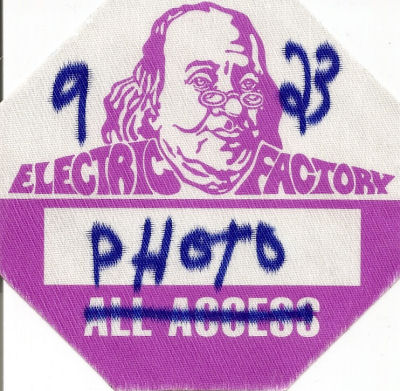 9 23
ELECTRIC FACTORY
PHOTO
ALL ACCESS